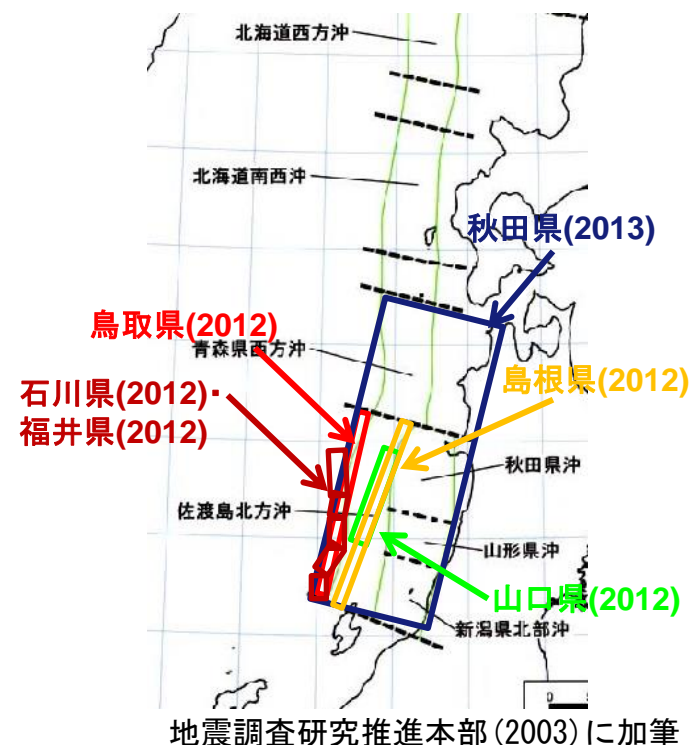 北海道西方沖
北海道南西沖
秋田県(2013)
鳥取県(2012)
青森県西方沖
島根県(2012)
石川県(2012)・
福井県(2012)
秋田県沖
佐渡島北方沖
山形県沖
山口県(2012)
新潟県北部沖
0
地震調査研究推進本部(2003)に加筆